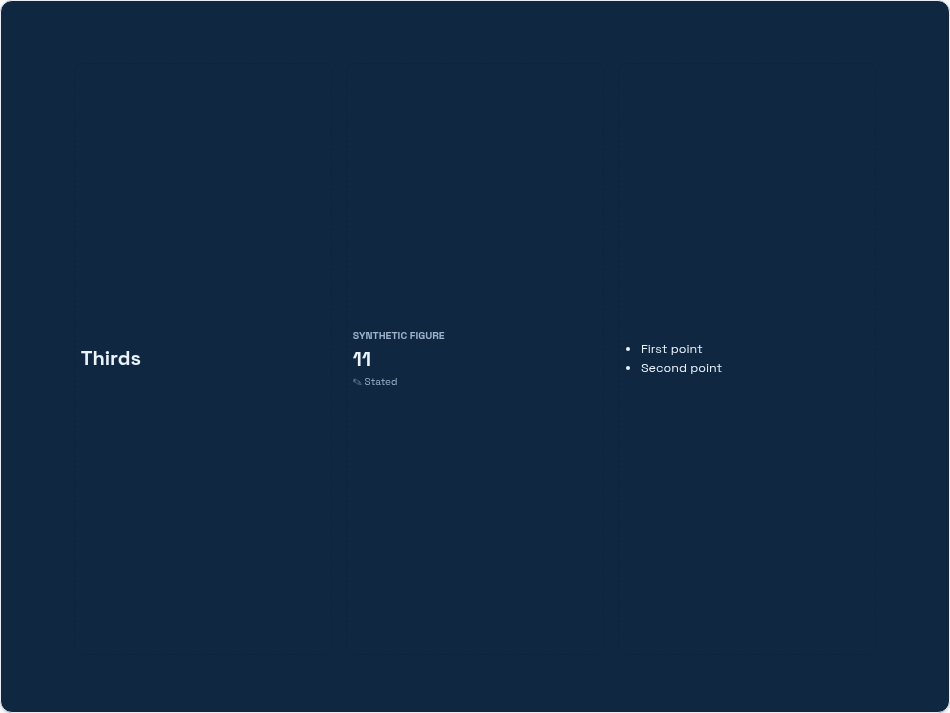 Thirds
SYNTHETIC FIGURE
11
✎ Stated
• First point
• Second point